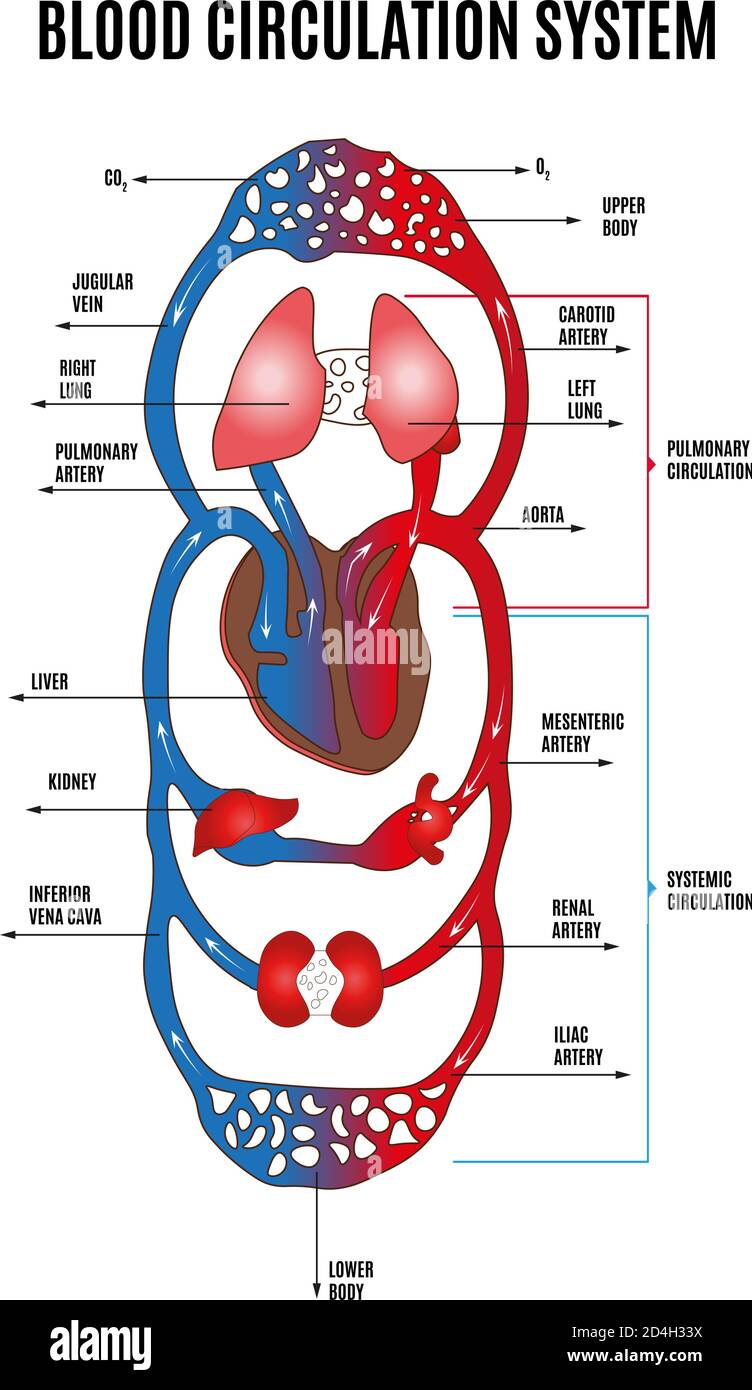 BLOOD CIRCULATION SYSTEM
CO2
O2
UPPER
BODY
JUGULAR
VEIN
CAROTID
ARTERY
RIGHT
LUNG
LEFT
LUNG
PULMONARY
ARTERY
PULMONARY
CIRCULATION
AORTA
LIVER
MESENTERIC
ARTERY
KIDNEY
INFERIOR
VENA CAVA
SYSTEMIC
CIRCULATION
RENAL
ARTERY
ILIAC
ARTERY
LOWER
BODY
a
a
alamy
a
a
alamy
Image ID: 2D4H33X
www.alamy.com